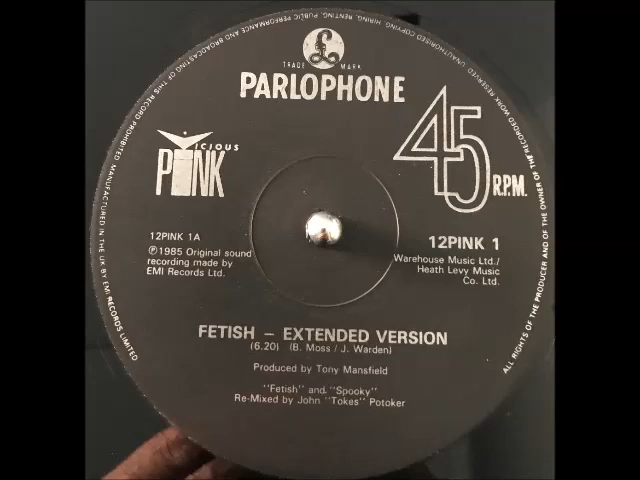 UNAUTHORISED COPYING, HIRING, RENTING, PUBLIC PERFORMANCE AND BROADCASTING OF THIS RECORD PROHIBITED. MANUFACTURED IN THE UK BY EMI RECORDS LIMITED
ALL RIGHTS OF THE PRODUCER AND OF THE OWNER OF THE RECORDED WORK RESERVED
£
TRADE MARK
PARLOPHONE
45 R.P.M.
VICIOUS
PINK
12PINK 1A
℗1985 Original sound
recording made by
EMI Records Ltd.
12PINK 1
Warehouse Music Ltd./
Heath Levy Music
Co. Ltd.
FETISH – EXTENDED VERSION
(6.20) (B. Moss / J. Warden)
Produced by Tony Mansfield
"Fetish" and "Spooky"
Re-Mixed by John "Tokes" Potoker